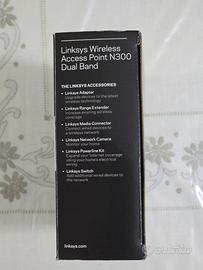 Linksys Wireless
Access Point N300
Dual Band
THE LINKSYS ACCESSORIES
• Linksys Adapter
Upgrade devices to the latest
wireless technology
• Linksys Range Extender
Increase existing wireless
coverage
• Linksys Media Connector
Connect wired devices to
a wireless network
• Linksys Network Camera
Monitor your home
• Linksys Powerline Kit
Expand your Internet coverage
using your home's electrical
wiring
• Linksys Switch
Add additional wired devices to
the network
linksys.com